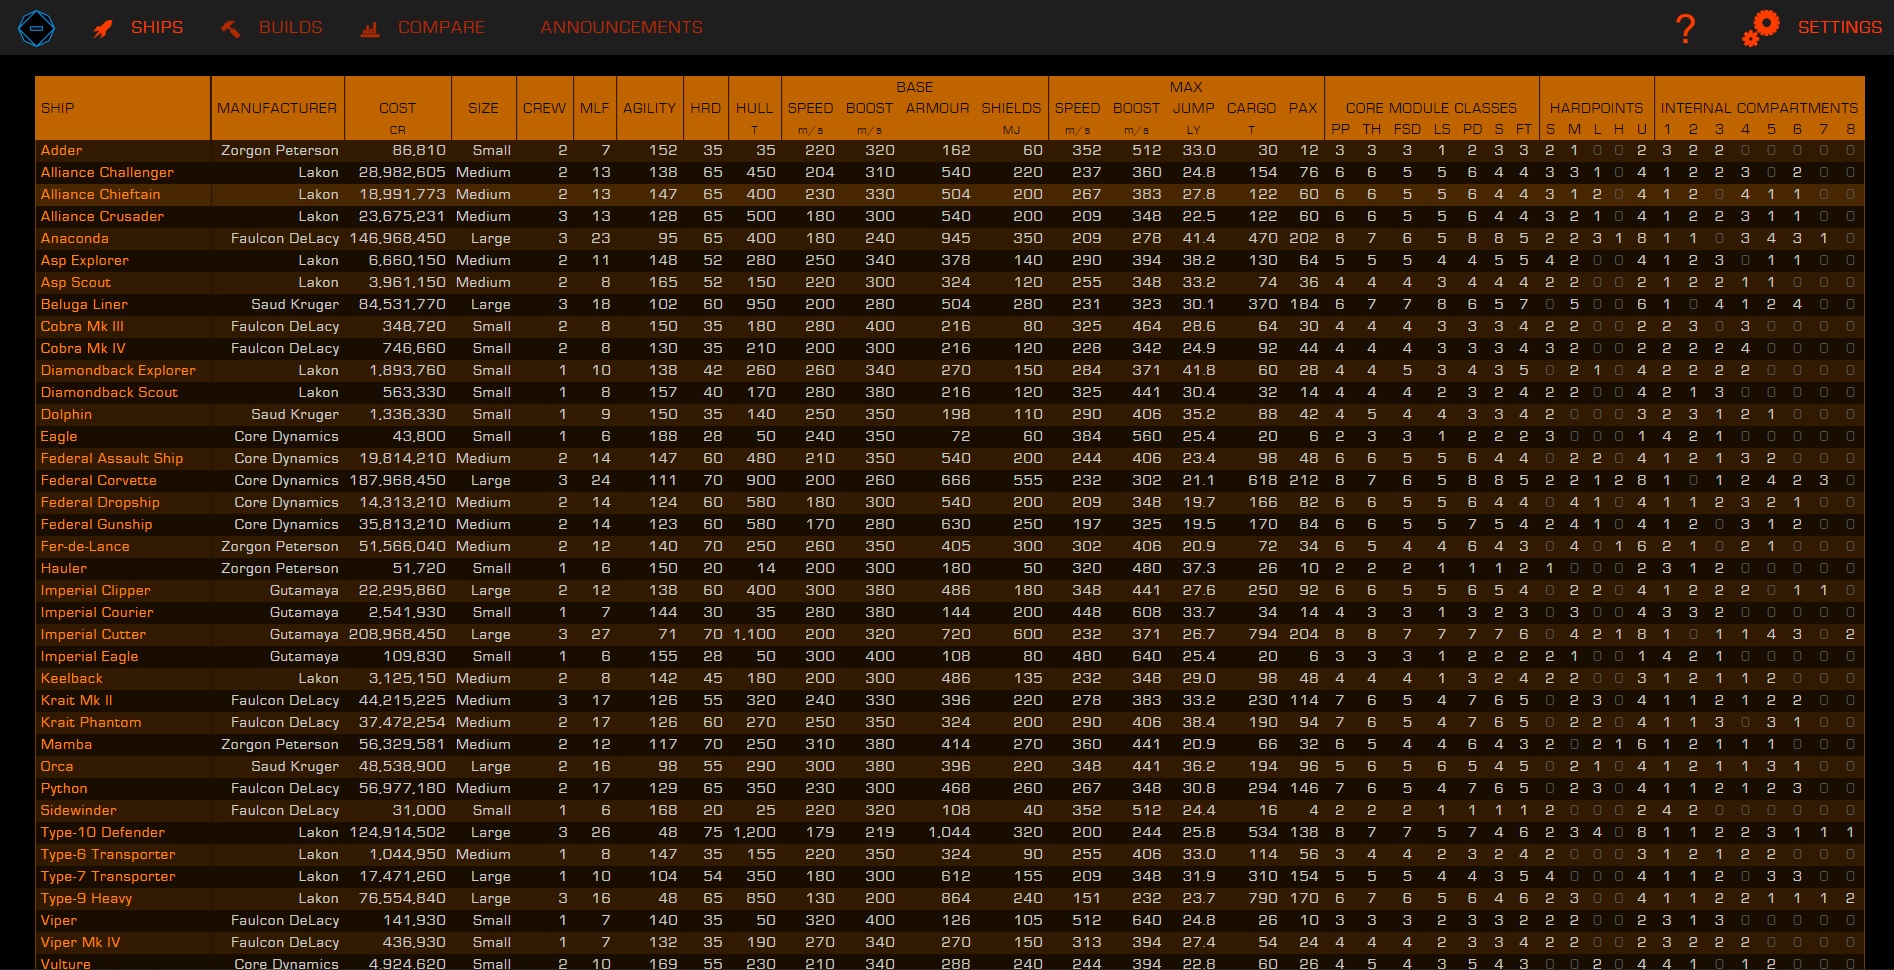 SHIPS BUILDS COMPARE ANNOUNCEMENTS ? SETTINGS
BASE MAX
SHIP MANUFACTURER COST SIZE CREW MLF AGILITY HRD HULL SPEED BOOST ARMOUR SHIELDS SPEED BOOST JUMP CARGO PAX CORE MODULE CLASSES HARDPOINTS INTERNAL COMPARTMENTS
CR T m/s m/s MJ m/s m/s LY T PP TH FSD LS PD S FT S M L H U 1 2 3 4 5 6 7 8
Adder Zorgon Peterson 86,810 Small 2 7 152 35 35 220 320 162 60 352 512 33.0 30 12 3 3 3 1 2 3 3 2 1 0 0 2 3 2 2 0 0 0 0 0
Alliance Challenger Lakon 28,982,605 Medium 2 13 138 65 450 204 310 540 220 237 360 24.8 154 76 6 6 5 5 6 4 4 3 3 1 0 4 1 2 2 3 0 2 0 0
Alliance Chieftain Lakon 18,991,773 Medium 2 13 147 65 400 230 330 504 200 267 383 27.8 122 60 6 6 5 5 6 4 4 3 1 2 0 4 1 2 0 4 1 1 0 0
Alliance Crusader Lakon 23,675,231 Medium 3 13 128 65 500 180 300 540 200 209 348 22.5 122 60 6 6 5 5 6 4 4 3 2 1 0 4 1 2 2 3 1 1 0 0
Anaconda Faulcon DeLacy 146,968,450 Large 3 23 95 65 400 180 240 945 350 209 278 41.4 470 202 8 7 6 5 8 8 5 2 2 3 1 8 1 1 0 3 4 3 1 0
Asp Explorer Lakon 6,660,150 Medium 2 11 148 52 280 250 340 378 140 290 394 38.2 130 64 5 5 5 4 4 5 5 4 2 0 0 4 1 2 3 0 1 1 0 0
Asp Scout Lakon 3,961,150 Medium 2 8 165 52 150 220 300 324 120 255 348 33.2 74 36 4 4 4 3 4 4 4 2 2 0 0 2 1 2 2 1 1 0 0 0
Beluga Liner Saud Kruger 84,531,770 Large 3 18 102 60 950 200 280 504 280 231 323 30.1 370 184 6 7 7 8 6 5 7 0 5 0 0 6 1 0 4 1 2 4 0 0
Cobra Mk III Faulcon DeLacy 348,720 Small 2 8 150 35 180 280 400 216 80 325 464 28.6 64 30 4 4 4 3 3 3 4 2 2 0 0 2 2 3 0 3 0 0 0 0
Cobra Mk IV Faulcon DeLacy 746,660 Small 2 8 130 35 210 200 300 216 120 228 342 24.9 92 44 4 4 4 3 3 3 4 3 2 0 0 2 2 2 2 4 0 0 0 0
Diamondback Explorer Lakon 1,893,760 Small 1 10 138 42 260 260 340 270 150 284 371 41.8 60 28 4 4 5 3 4 3 5 0 2 1 0 4 2 2 2 2 0 0 0 0
Diamondback Scout Lakon 563,330 Small 1 8 157 40 170 280 380 216 120 325 441 30.4 32 14 4 4 4 2 3 2 4 2 2 0 0 4 2 1 3 0 0 0 0 0
Dolphin Saud Kruger 1,336,330 Small 1 9 150 35 140 250 350 198 110 290 406 35.2 88 42 4 5 4 4 3 3 4 2 0 0 0 3 2 3 1 2 1 0 0 0
Eagle Core Dynamics 43,800 Small 1 6 188 28 50 240 350 72 60 384 560 25.4 20 6 2 3 3 1 2 2 2 3 0 0 0 1 4 2 1 0 0 0 0 0
Federal Assault Ship Core Dynamics 19,814,210 Medium 2 14 147 60 480 210 350 540 200 244 406 23.4 98 48 6 6 5 5 6 4 4 0 2 2 0 4 1 2 1 3 2 0 0 0
Federal Corvette Core Dynamics 187,968,450 Large 3 24 111 70 900 200 260 666 555 232 302 21.1 618 212 8 7 6 5 8 8 5 2 2 1 2 8 1 0 1 2 4 2 3 0
Federal Dropship Core Dynamics 14,313,210 Medium 2 14 124 60 580 180 300 540 200 209 348 19.7 166 82 6 6 5 5 6 4 4 0 4 1 0 4 1 1 2 3 2 1 0 0
Federal Gunship Core Dynamics 35,813,210 Medium 2 14 123 60 580 170 280 630 250 197 325 19.5 170 84 6 6 5 5 7 5 4 2 4 1 0 4 1 2 0 3 1 2 0 0
Fer-de-Lance Zorgon Peterson 51,566,040 Medium 2 12 140 70 250 260 350 405 300 302 406 20.9 72 34 6 5 4 4 6 4 3 0 4 0 1 6 2 1 0 2 1 0 0 0
Hauler Zorgon Peterson 51,720 Small 1 6 150 20 14 200 300 180 50 320 480 37.3 26 10 2 2 2 1 1 1 2 1 0 0 0 2 3 1 2 0 0 0 0 0
Imperial Clipper Gutamaya 22,295,860 Large 2 12 138 60 400 300 380 486 180 348 441 27.6 250 92 6 6 5 5 6 5 4 0 2 2 0 4 1 2 2 2 0 1 1 0
Imperial Courier Gutamaya 2,541,930 Small 1 7 144 30 35 280 380 144 200 448 608 33.7 34 14 4 3 3 1 3 2 3 0 3 0 0 4 3 3 2 0 0 0 0 0
Imperial Cutter Gutamaya 208,968,450 Large 3 27 71 70 1,100 200 320 720 600 232 371 26.7 794 204 8 8 7 7 7 7 6 0 4 2 1 8 1 0 1 1 4 3 0 2
Imperial Eagle Gutamaya 109,830 Small 1 6 155 28 50 300 400 108 80 480 640 25.4 20 6 3 3 3 1 2 2 2 2 1 0 0 1 4 2 1 0 0 0 0 0
Keelback Lakon 3,125,150 Medium 2 8 142 45 180 200 300 486 135 232 348 29.0 98 48 4 4 4 1 3 2 4 2 2 0 0 3 1 2 1 1 2 0 0 0
Krait Mk II Faulcon DeLacy 44,215,225 Medium 3 17 126 55 320 240 330 396 220 278 383 33.2 230 114 7 6 5 4 7 6 5 0 2 3 0 4 1 1 2 1 2 2 0 0
Krait Phantom Faulcon DeLacy 37,472,254 Medium 2 17 126 60 270 250 350 324 200 290 406 38.4 190 94 7 6 5 4 7 6 5 0 2 2 0 4 1 1 3 0 3 1 0 0
Mamba Zorgon Peterson 56,329,581 Medium 2 12 117 70 250 310 380 414 270 360 441 20.9 66 32 6 5 4 4 6 4 3 2 0 2 1 6 1 2 1 1 1 0 0 0
Orca Saud Kruger 48,538,900 Large 2 16 98 55 290 300 380 396 220 348 441 36.2 194 96 5 6 5 6 5 4 5 0 2 1 0 4 1 2 1 1 3 1 0 0
Python Faulcon DeLacy 56,977,180 Medium 2 17 129 65 350 230 300 468 260 267 348 30.8 294 146 7 6 5 4 7 6 5 0 2 3 0 4 1 1 2 1 2 3 0 0
Sidewinder Faulcon DeLacy 31,000 Small 1 6 168 20 25 220 320 108 40 352 512 24.4 16 4 2 2 2 1 1 1 1 2 0 0 0 2 4 2 0 0 0 0 0 0
Type-10 Defender Lakon 124,914,502 Large 3 26 48 75 1,200 179 219 1,044 320 200 244 25.8 534 138 8 7 7 5 7 4 6 2 3 4 0 8 1 1 2 2 3 1 1 1
Type-6 Transporter Lakon 1,044,950 Medium 1 8 147 35 155 220 350 324 90 255 406 33.0 114 56 3 4 4 2 3 2 4 2 0 0 0 3 1 2 1 2 2 0 0 0
Type-7 Transporter Lakon 17,471,260 Large 1 10 104 54 350 180 300 612 155 209 348 31.9 310 154 5 5 5 4 4 3 5 4 0 0 0 4 1 1 2 0 3 3 0 0
Type-9 Heavy Lakon 76,554,840 Large 3 16 48 65 850 130 200 864 240 151 232 23.7 790 170 6 7 6 5 6 4 6 2 3 0 0 4 1 1 2 2 1 1 1 2
Viper Faulcon DeLacy 141,930 Small 1 7 140 35 50 320 400 126 105 512 640 24.8 26 10 3 3 3 2 3 3 2 2 2 0 0 2 3 1 3 0 0 0 0 0
Viper Mk IV Faulcon DeLacy 436,930 Small 1 7 132 35 190 270 340 270 150 313 394 27.4 54 24 4 4 4 2 3 3 4 2 2 0 0 3 2 2 2 0 0 0 0
Vulture Core Dynamics 4,924,620 Small 2 10 169 55 230 210 340 288 240 244 394 22.8 60 26 4 5 4 3 5 4 3 0 0 2 0 4 4 1 0 1 2 0 0 0